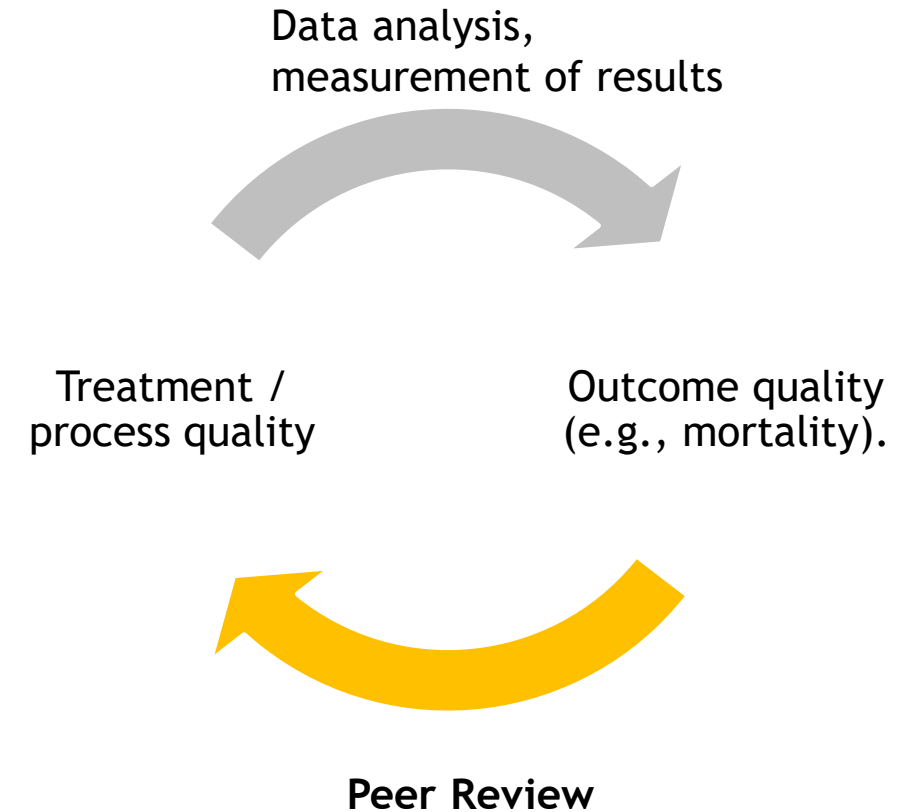 Data analysis,
measurement of results
Treatment /
process quality
Outcome quality
(e.g., mortality).
Peer Review